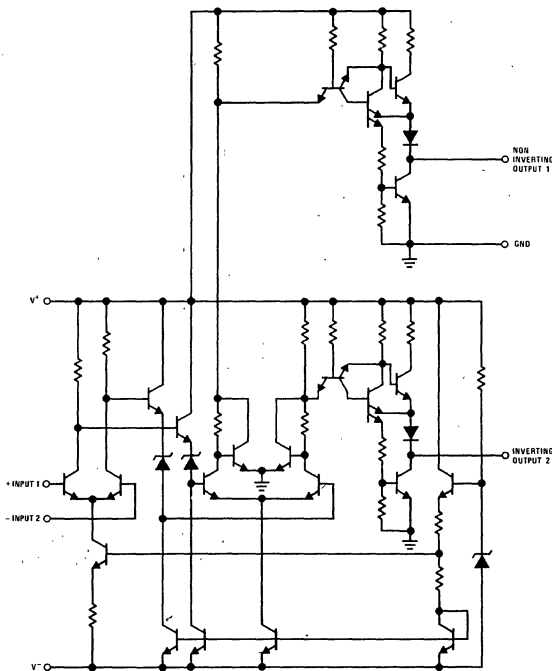 NON
INVERTING
OUTPUT 1
GND
V+
INVERTING
OUTPUT 2
+INPUT 1
-INPUT 2
V-